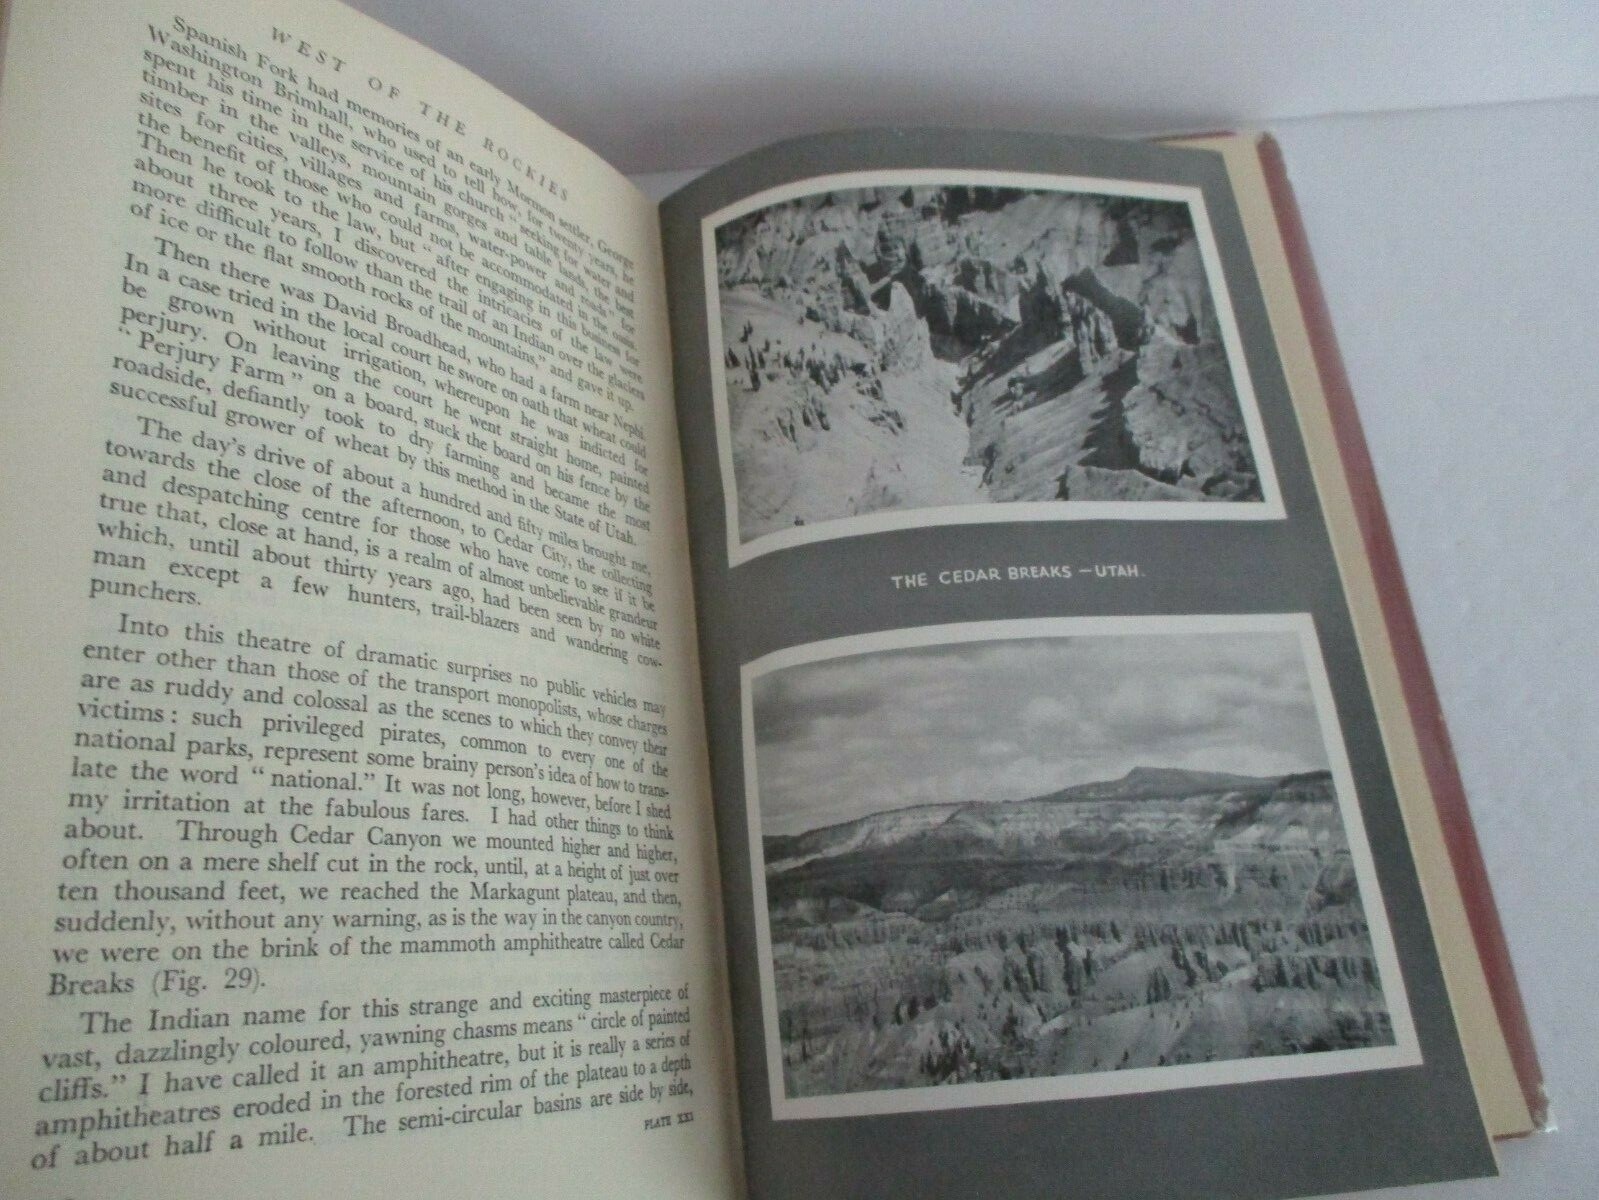 WEST OF THE ROCKIES
Spanish Fork had memories of an early Mormon settler, George
Washington Brimhall, who used to tell how, for twenty years, he
spent his time in the service of his church " seeking for water and
timber in the valleys, mountain gorges and table lands, the best
sites for cities, villages and farms, water-power and roads " for
the benefit of those who could not be accommodated in the oasis.
Then he took to the law, but " after engaging in this business for
about three years, I discovered the intricacies of the law were
more difficult to follow than the trail of an Indian over the glaciers
of ice or the flat smooth rocks of the mountains," and gave it up.
Then there was David Broadhead, who had a farm near Nephi.
In a case tried in the local court he swore on oath that wheat could
be grown without irrigation, whereupon he was indicted for
perjury. On leaving the court he went straight home, painted
" Perjury Farm " on a board, stuck the board on his fence by the
roadside, defiantly took to dry farming and became the most
successful grower of wheat by this method in the State of Utah.
The day's drive of about a hundred and fifty miles brought me,
towards the close of the afternoon, to Cedar City, the collecting
and despatching centre for those who have come to see if it be
true that, close at hand, is a realm of almost unbelievable grandeur
which, until about thirty years ago, had been seen by no white
man except a few hunters, trail-blazers and wandering cow-
punchers.
Into this theatre of dramatic surprises no public vehicles may
enter other than those of the transport monopolists, whose charges
are as ruddy and colossal as the scenes to which they convey their
victims: such privileged pirates, common to every one of the
national parks, represent some brainy person's idea of how to trans-
late the word " national." It was not long, however, before I shed
my irritation at the fabulous fares. I had other things to think
about. Through Cedar Canyon we mounted higher and higher,
often on a mere shelf cut in the rock, until, at a height of just over
ten thousand feet, we reached the Markagunt plateau, and then,
suddenly, without any warning, as is the way in the canyon country,
we were on the brink of the mammoth amphitheatre called Cedar
Breaks (Fig. 29).
The Indian name for this strange and exciting masterpiece of
vast, dazzlingly coloured, yawning chasms means " circle of painted
cliffs." I have called it an amphitheatre, but it is really a series of
amphitheatres eroded in the forested rim of the plateau to a depth
of about half a mile. The semi-circular basins are side by side,
PLATE XXI
THE CEDAR BREAKS — UTAH.